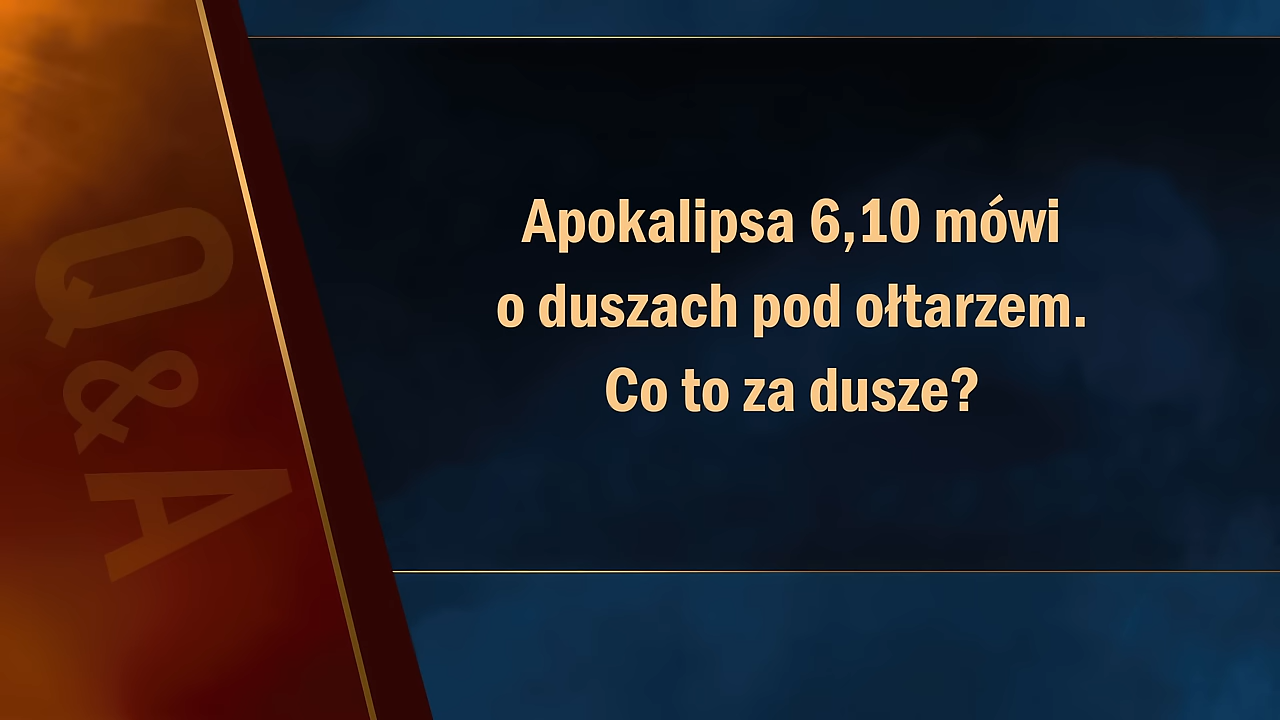 Q & A
Apokalipsa 6,10 mówi
o duszach pod ołtarzem.
Co to za dusze?